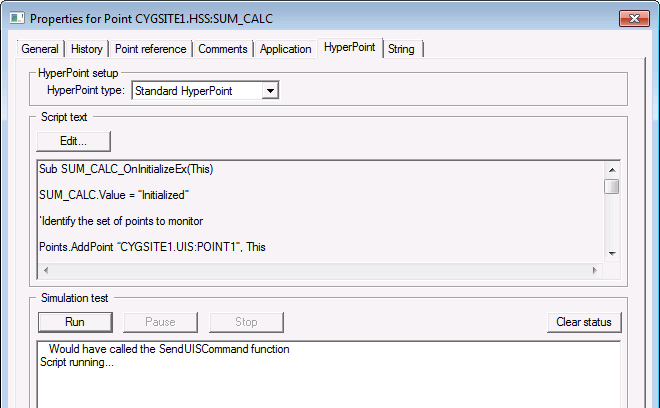 Properties for Point CYGSITE1.HSS:SUM_CALC
General History Point reference Comments Application HyperPoint String
HyperPoint setup
HyperPoint type: Standard HyperPoint
Script text
Edit...
Sub SUM_CALC_OnInitializeEx(This)
SUM_CALC.Value = "Initialized"
'Identify the set of points to monitor
Points.AddPoint "CYGSITE1.UIS:POINT1", This
Simulation test
Run Pause Stop Clear status
Would have called the SendUISCommand function
Script running...